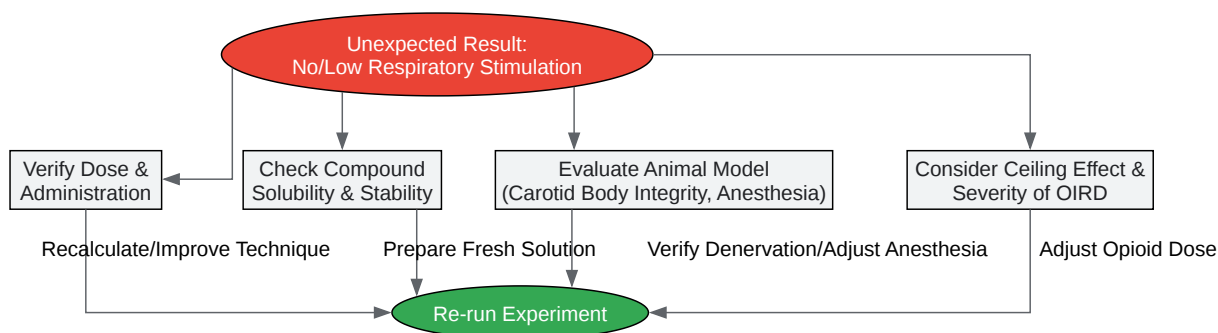 Unexpected Result:
No/Low Respiratory Stimulation
Verify Dose &
Administration
Check Compound
Solubility & Stability
Evaluate Animal Model
(Carotid Body Integrity, Anesthesia)
Consider Ceiling Effect &
Severity of OIRD
Recalculate/Improve Technique
Prepare Fresh Solution
Verify Denervation/Adjust Anesthesia
Adjust Opioid Dose
Re-run Experiment